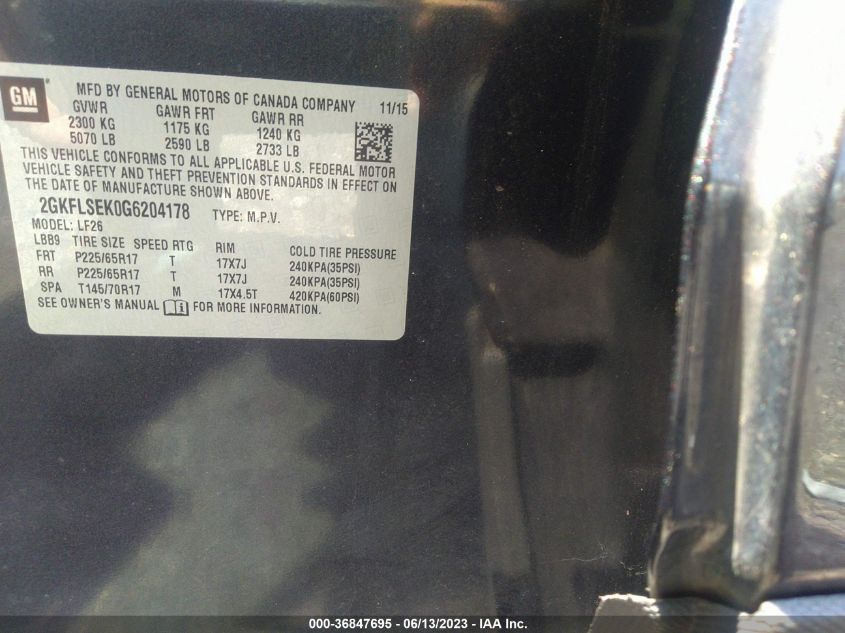 GM
MFD BY GENERAL MOTORS OF CANADA COMPANY 11/15
GVWR GAWR FRT GAWR RR
2300 KG 1175 KG 1240 KG
5070 LB 2590 LB 2733 LB
THIS VEHICLE CONFORMS TO ALL APPLICABLE U.S. FEDERAL MOTOR
VEHICLE SAFETY AND THEFT PREVENTION STANDARDS IN EFFECT ON
THE DATE OF MANUFACTURE SHOWN ABOVE.
2GKFLSEK0G6204178 TYPE: M.P.V.
MODEL: LF26
LBB9 TIRE SIZE SPEED RTG RIM COLD TIRE PRESSURE
FRT P225/65R17 T 17X7J 240KPA(35PSI)
RR P225/65R17 T 17X7J 240KPA(35PSI)
SPA T145/70R17 M 17X4.5T 420KPA(60PSI)
SEE OWNER'S MANUAL FOR MORE INFORMATION.
000-36847695 - 06/13/2023 - IAA Inc.